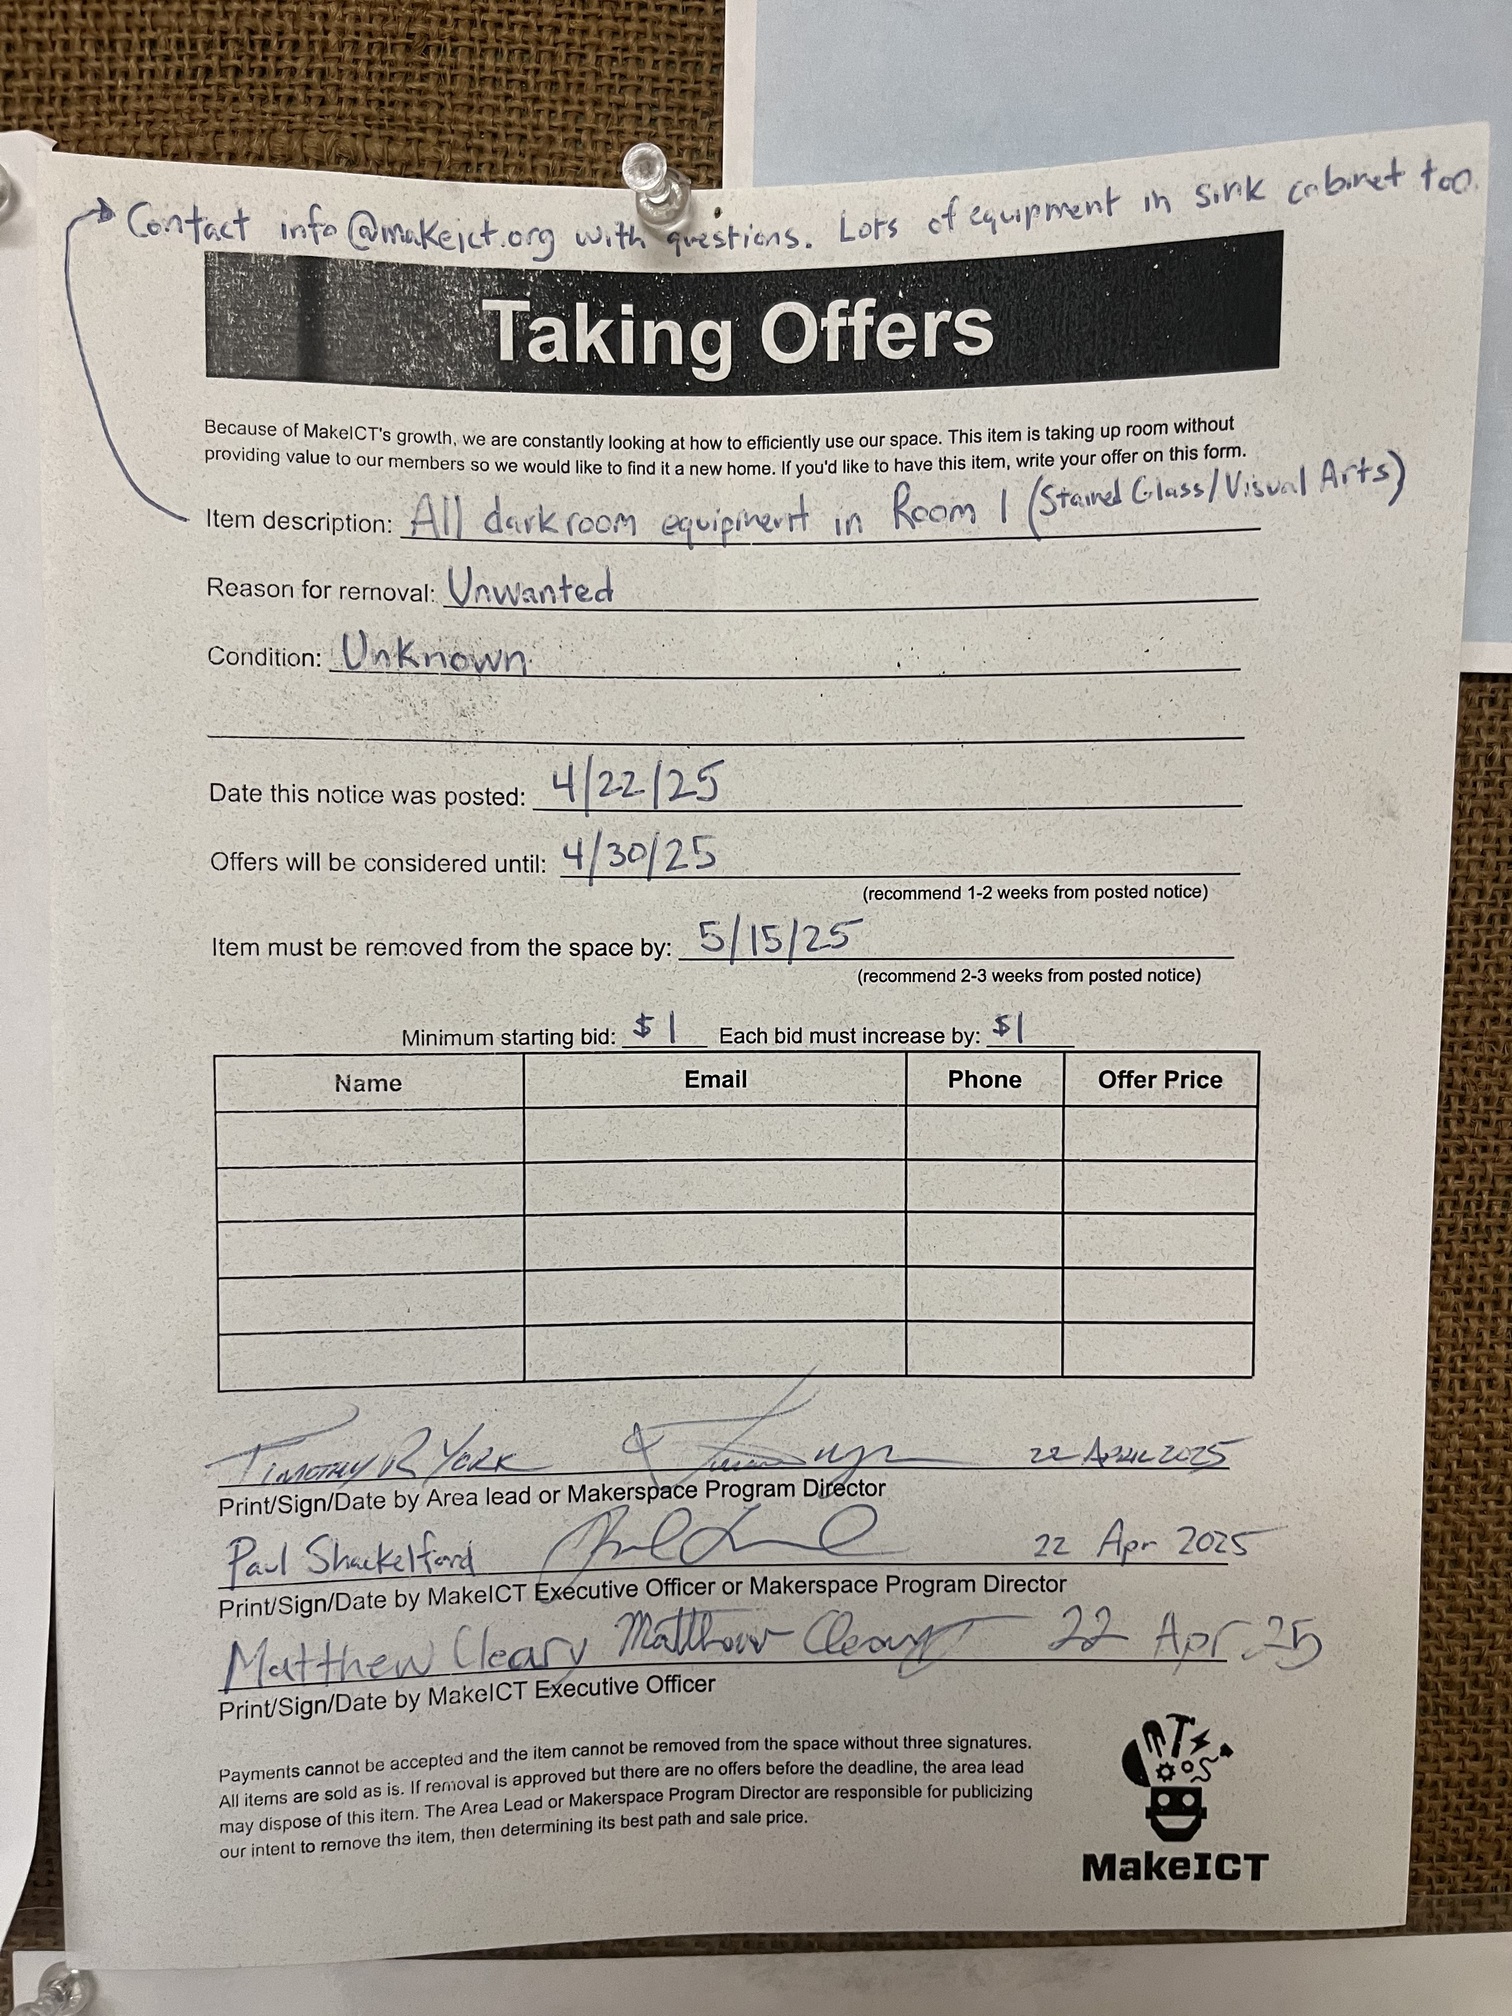 Contact info@makeict.org with questions. Lots of equipment in sink cabinet too.
Taking Offers
Because of MakeICT's growth, we are constantly looking at how to efficiently use our space. This item is taking up room without
providing value to our members so we would like to find it a new home. If you'd like to have this item, write your offer on this form.
Item description: All darkroom equipment in Room 1 (Stained Glass/Visual Arts)
Reason for removal: Unwanted
Condition: Unknown
Date this notice was posted: 4/22/25
Offers will be considered until: 4/30/25
(recommend 1-2 weeks from posted notice)
Item must be removed from the space by: 5/15/25
(recommend 2-3 weeks from posted notice)
Minimum starting bid: $1 Each bid must increase by: $1
Name Email Phone Offer Price
TIMOTHY R YORK 22 APRIL 2025
Print/Sign/Date by Area lead or Makerspace Program Director
Paul Shackelford 22 Apr 2025
Print/Sign/Date by MakeICT Executive Officer or Makerspace Program Director
Matthew Cleary Matthew Cleary 22 Apr 25
Print/Sign/Date by MakeICT Executive Officer
Payments cannot be accepted and the item cannot be removed from the space without three signatures.
All items are sold as is. If removal is approved but there are no offers before the deadline, the area lead
may dispose of this item. The Area Lead or Makerspace Program Director are responsible for publicizing
our intent to remove the item, then determining its best path and sale price.
MakeICT